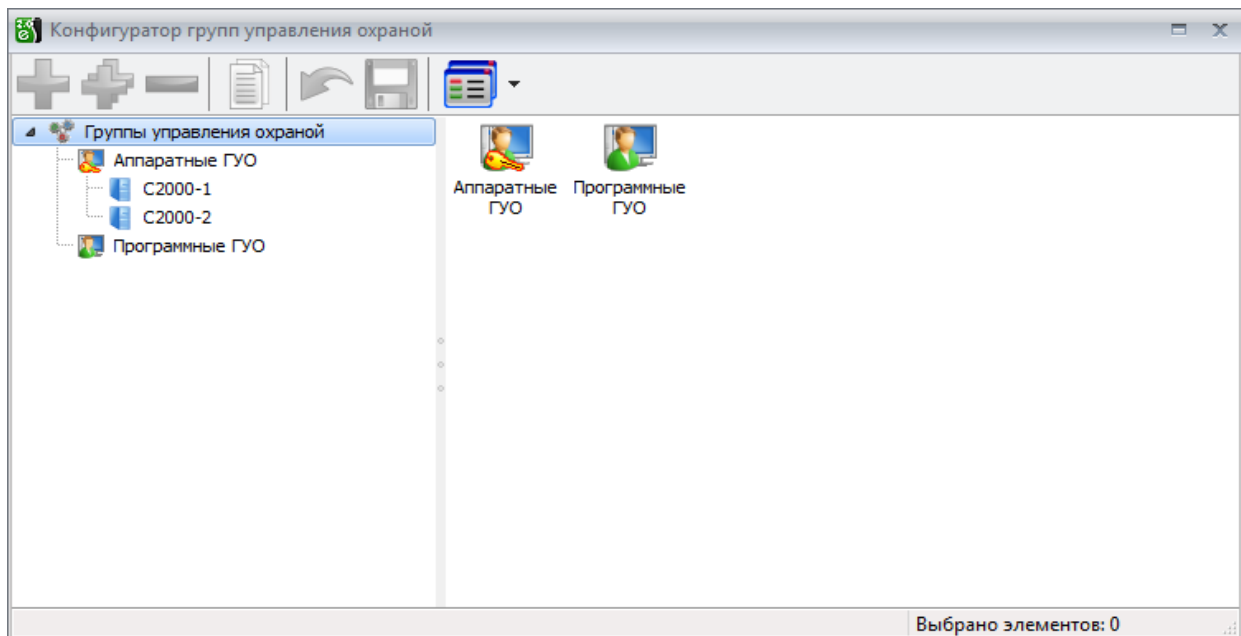 Конфигуратор групп управления охраной
Группы управления охраной
Аппаратные ГУО
С2000-1
С2000-2
Программные ГУО
Аппаратные
ГУО
Программные
ГУО
Выбрано элементов: 0